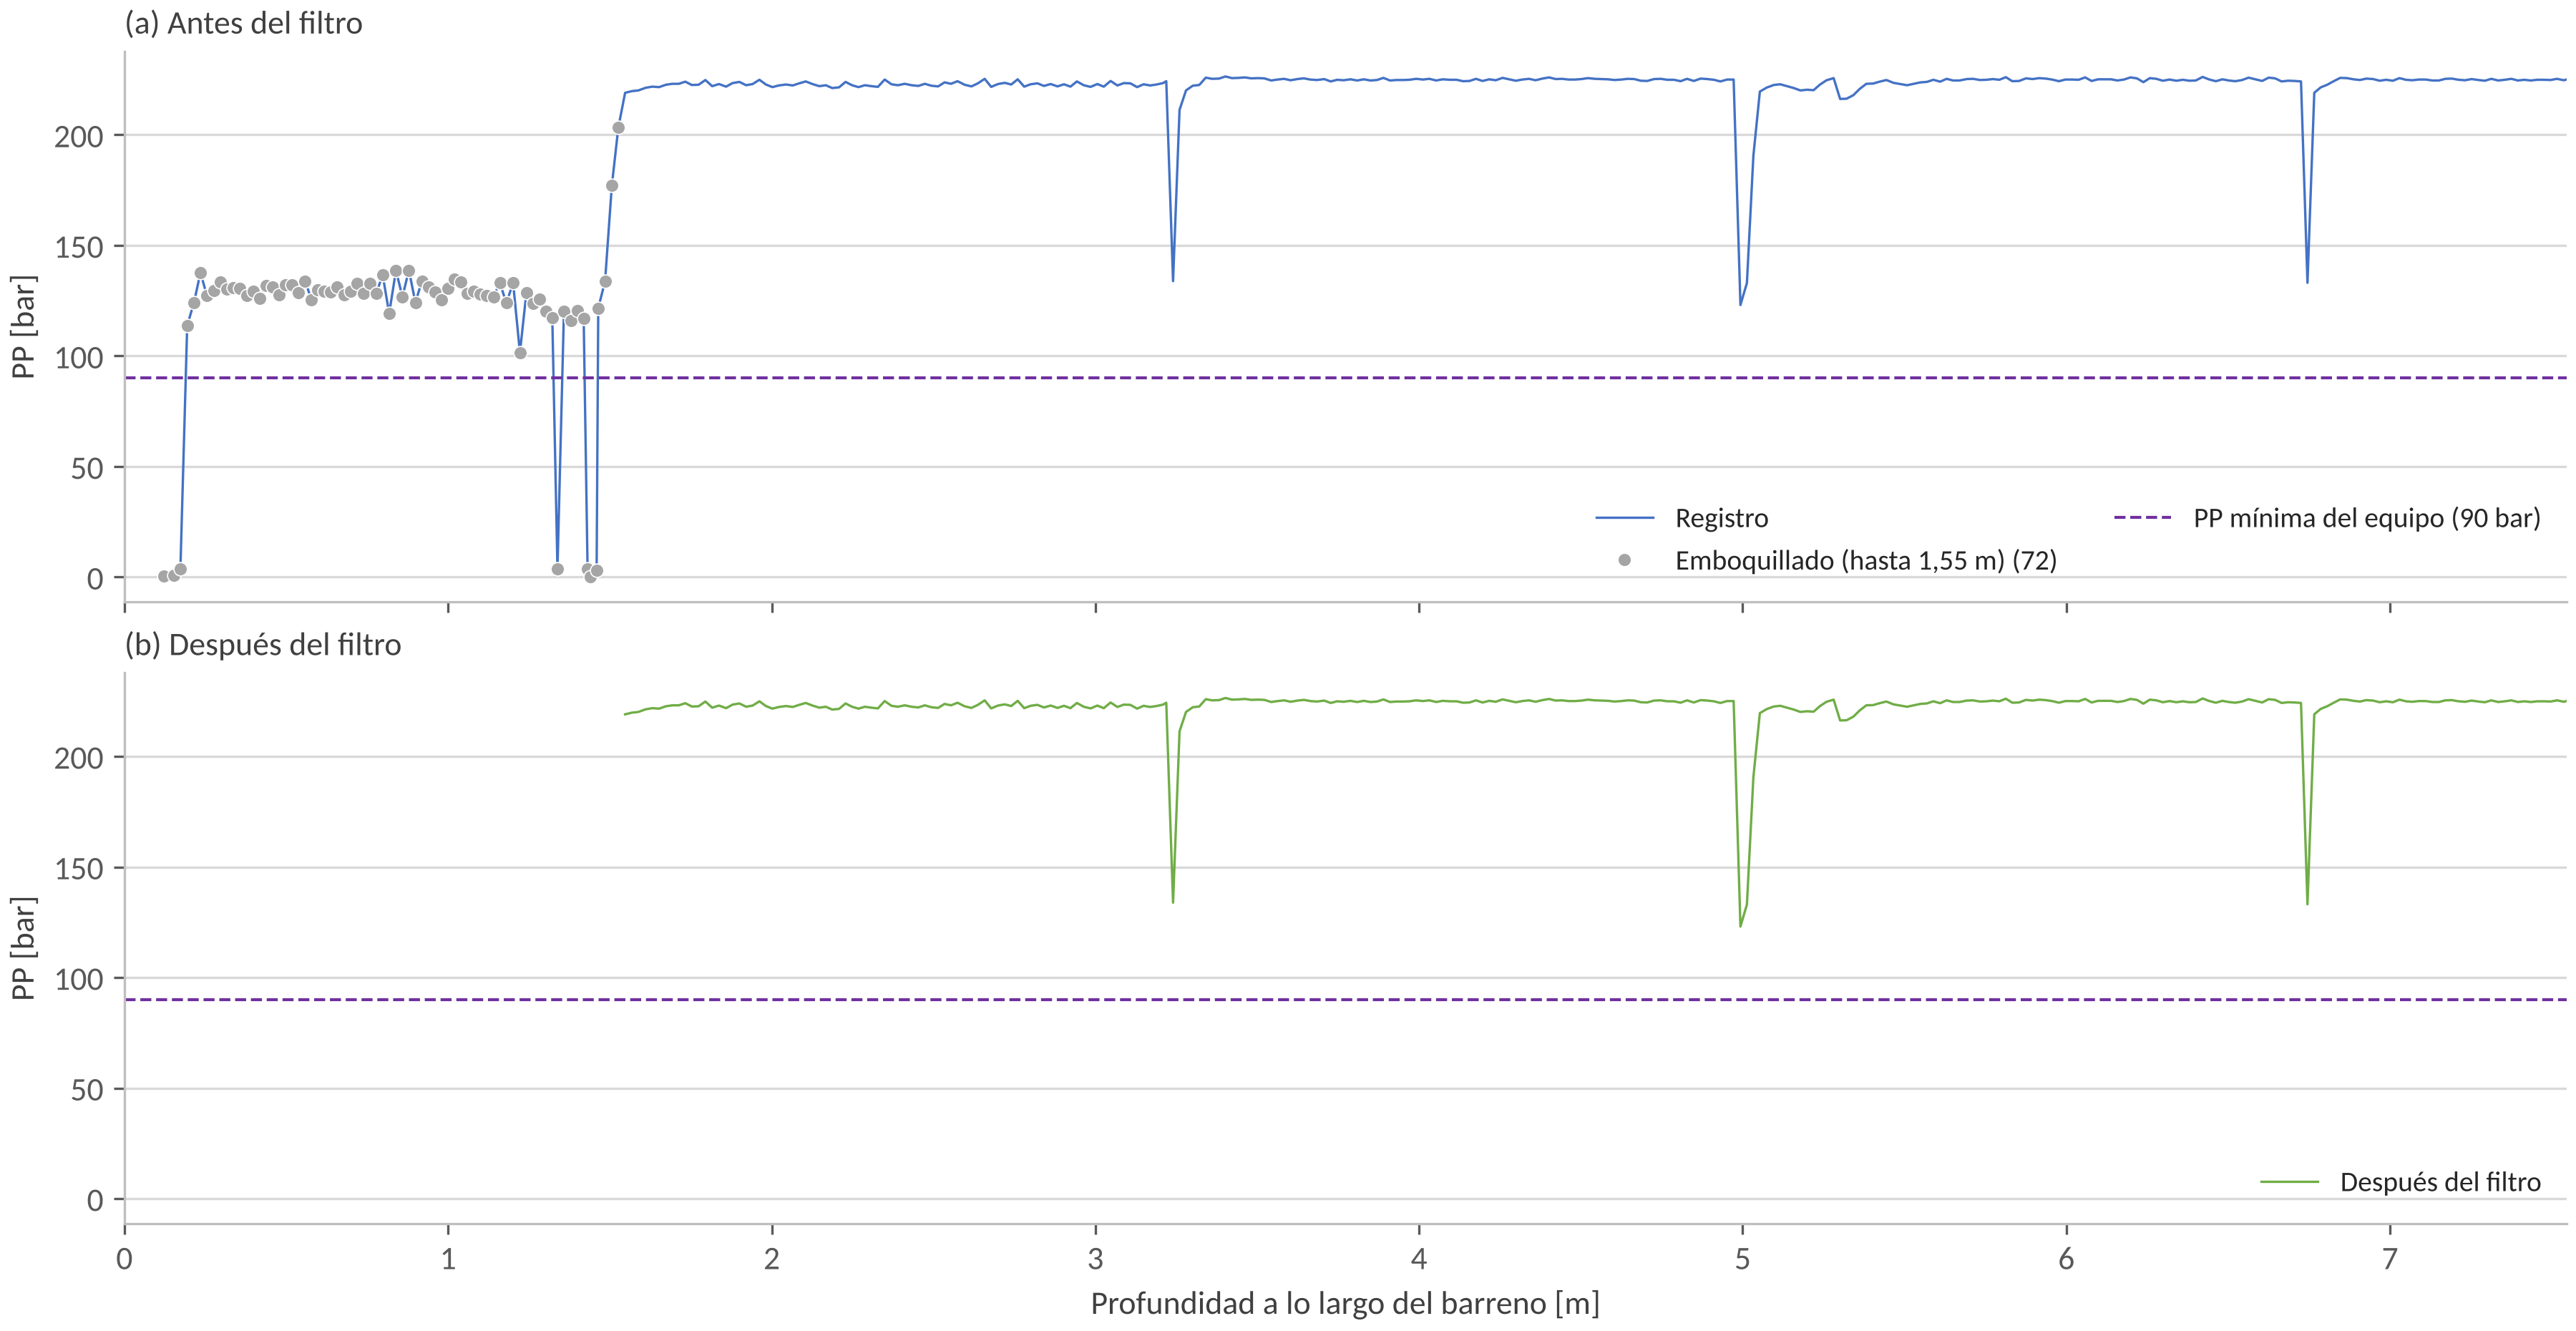 (a) Antes del filtro
PP [bar]
200
150
100
50
0
Registro
PP mínima del equipo (90 bar)
Emboquillado (hasta 1,55 m) (72)
(b) Después del filtro
PP [bar]
200
150
100
50
0
Después del filtro
0 1 2 3 4 5 6 7
Profundidad a lo largo del barreno [m]